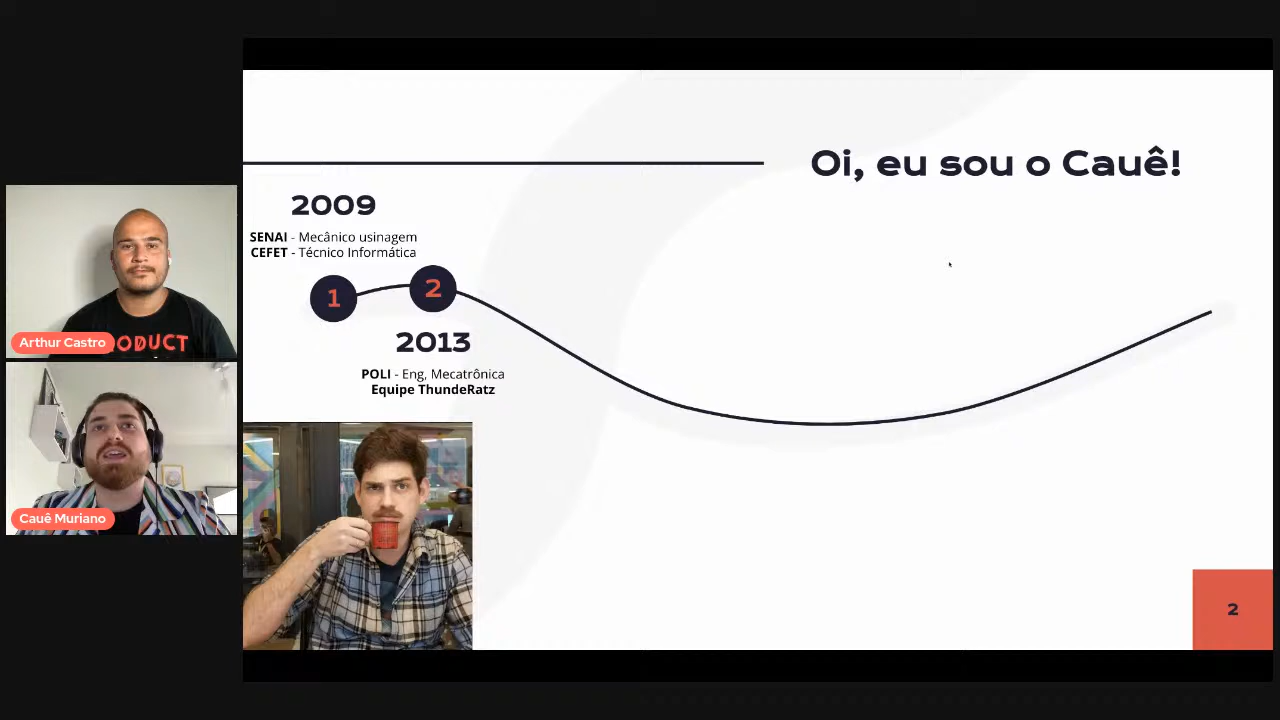 Oi, eu sou o Cauê!
2009
SENAI - Mecânico usinagem
CEFET - Técnico Informática
1
2
2013
POLI - Eng. Mecatrônica
Equipe ThundeRatz
Arthur Castro
ODUCT
Cauê Muriano
2